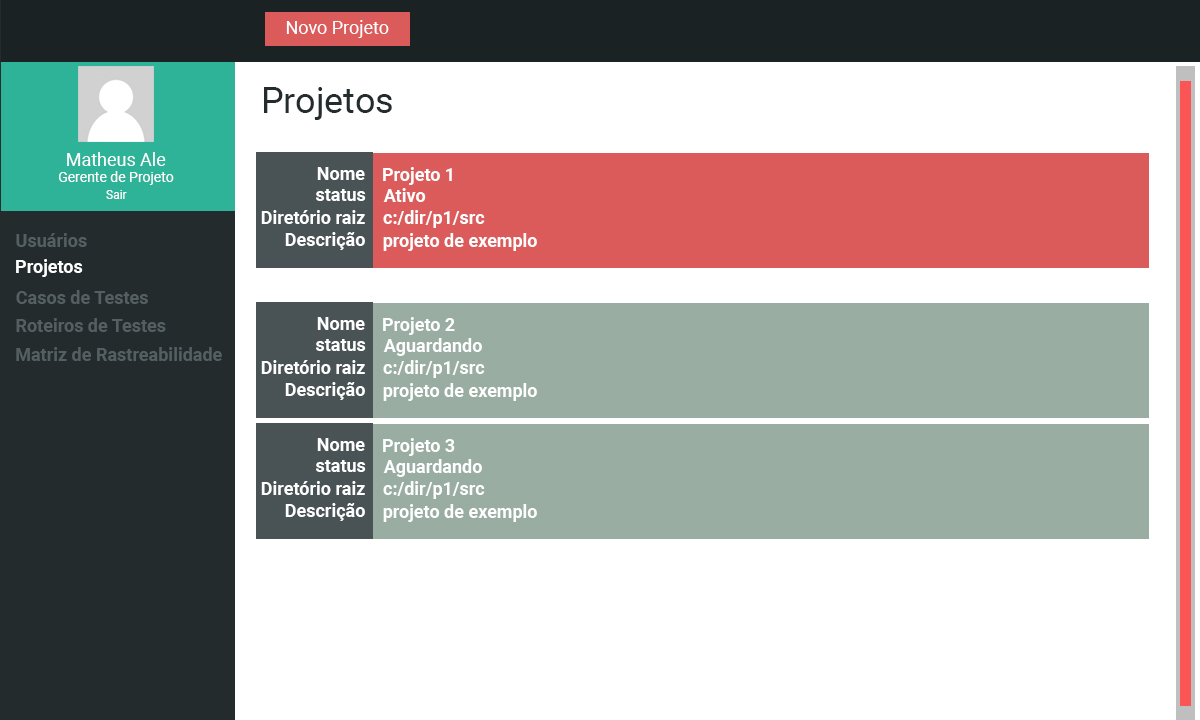 Novo Projeto
Matheus Ale
Gerente de Projeto
Sair
Usuários
Projetos
Casos de Testes
Roteiros de Testes
Matriz de Rastreabilidade
Projetos
Nome Projeto 1
status Ativo
Diretório raiz c:/dir/p1/src
Descrição projeto de exemplo
Nome Projeto 2
status Aguardando
Diretório raiz c:/dir/p1/src
Descrição projeto de exemplo
Nome Projeto 3
status Aguardando
Diretório raiz c:/dir/p1/src
Descrição projeto de exemplo